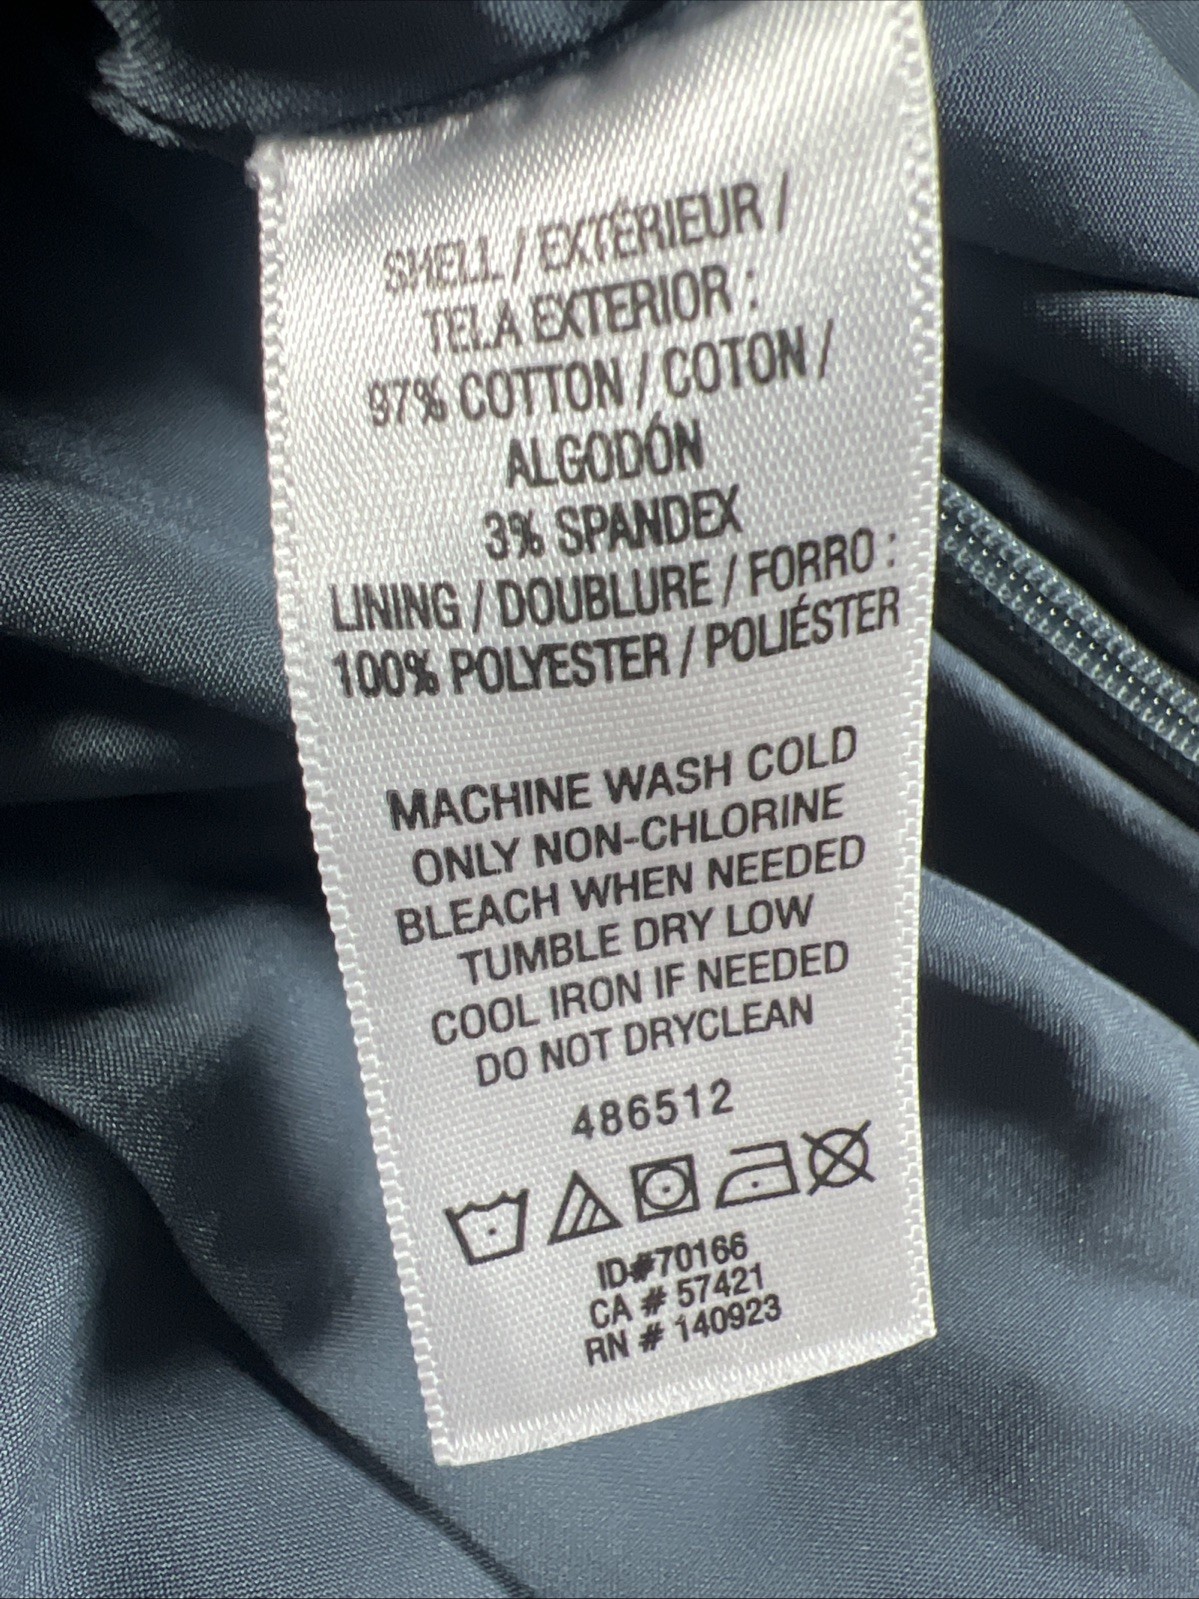 SHELL / EXTÉRIEUR /
TELA EXTERIOR :
97% COTTON / COTON /
ALGODÓN
3% SPANDEX
LINING / DOUBLURE / FORRO :
100% POLYESTER / POLIÉSTER
MACHINE WASH COLD
ONLY NON-CHLORINE
BLEACH WHEN NEEDED
TUMBLE DRY LOW
COOL IRON IF NEEDED
DO NOT DRYCLEAN
486512
ID#70166
CA # 57421
RN # 140923